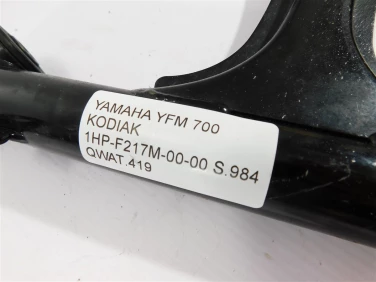 YAMAHA YFM 700
KODIAK
1HP-F217M-00-00 S.984
QWAT.419